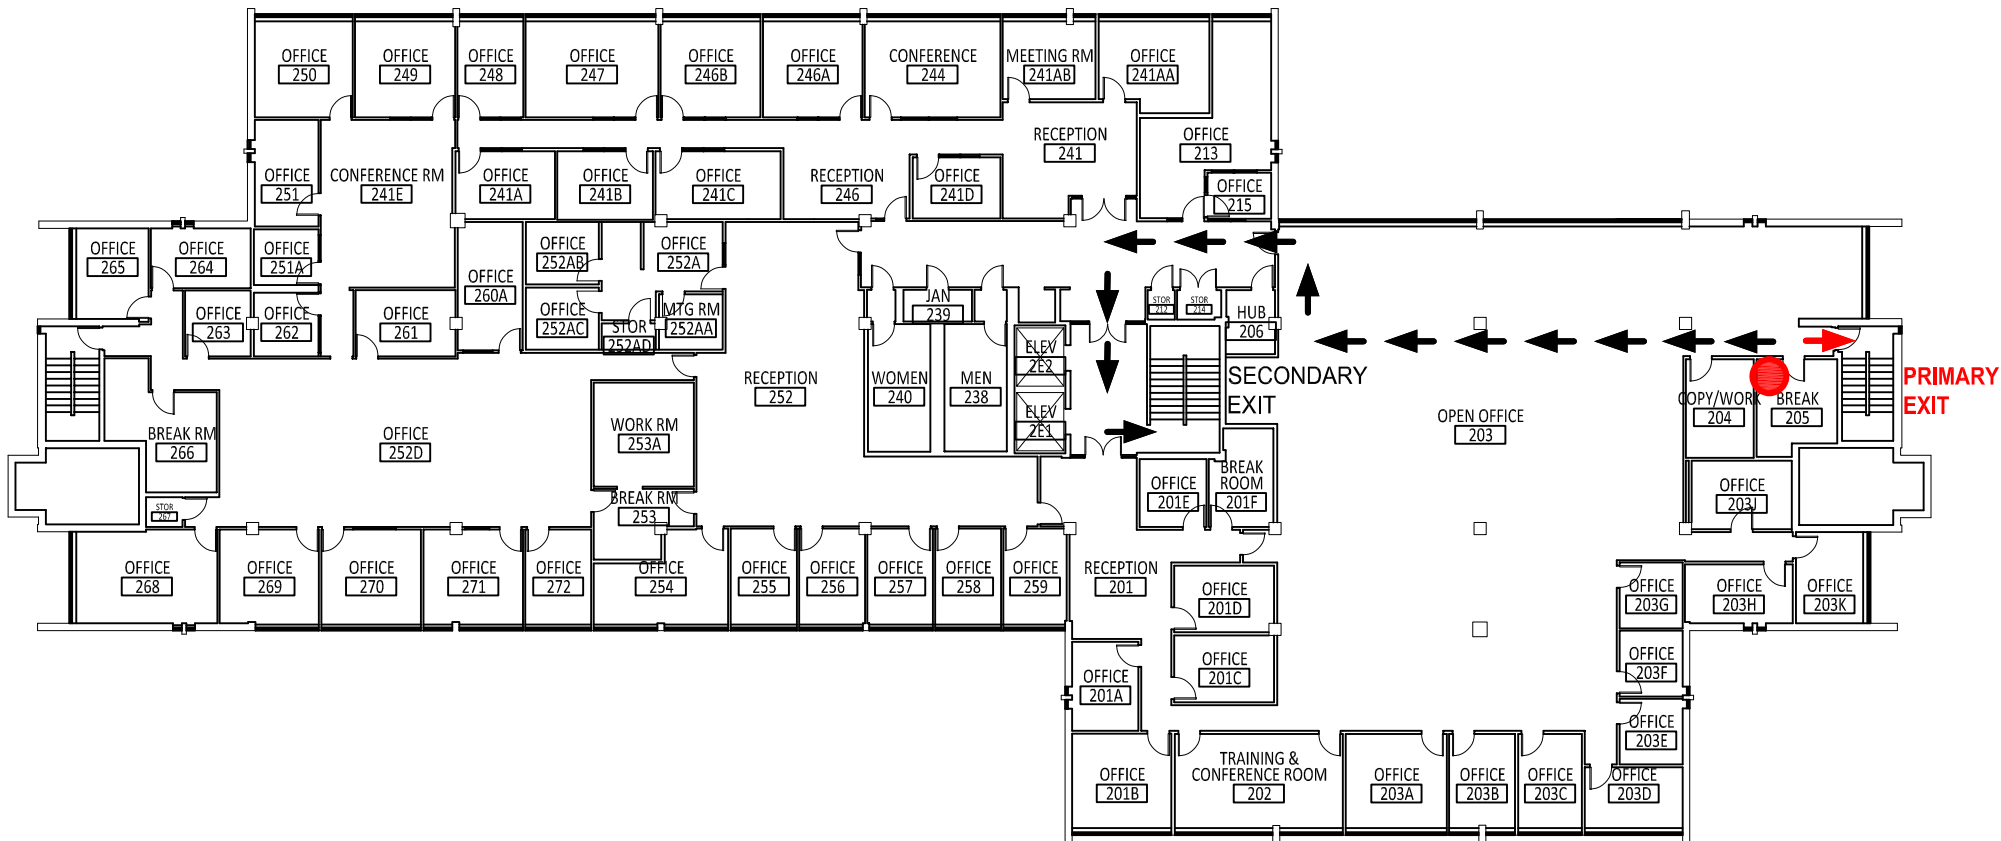 OFFICE
250
OFFICE
249
OFFICE
248
OFFICE
247
OFFICE
246B
OFFICE
246A
CONFERENCE
244
MEETING RM
241AB
OFFICE
241AA
RECEPTION
241
OFFICE
213
OFFICE
215
OFFICE
251
CONFERENCE RM
241E
OFFICE
241A
OFFICE
241B
OFFICE
241C
RECEPTION
246
OFFICE
241D
OFFICE
265
OFFICE
264
OFFICE
251A
OFFICE
260A
OFFICE
252AB
OFFICE
252A
OFFICE
263
OFFICE
262
OFFICE
261
OFFICE
252AC
STOR
252AD
MTG RM
252AA
JAN
239
STOR
212
STOR
214
HUB
206
ELEV
2E2
ELEV
2E1
SECONDARY
EXIT
PRIMARY
EXIT
RECEPTION
252
WOMEN
240
MEN
238
OPEN OFFICE
203
COPY/WORK
204
BREAK
205
BREAK RM
266
OFFICE
252D
WORK RM
253A
BREAK RM
253
STOR
267
OFFICE
201E
BREAK
ROOM
201F
OFFICE
203J
OFFICE
268
OFFICE
269
OFFICE
270
OFFICE
271
OFFICE
272
OFFICE
254
OFFICE
255
OFFICE
256
OFFICE
257
OFFICE
258
OFFICE
259
RECEPTION
201
OFFICE
201D
OFFICE
203G
OFFICE
203H
OFFICE
203K
OFFICE
201C
OFFICE
203F
OFFICE
201A
OFFICE
203E
OFFICE
201B
TRAINING &
CONFERENCE ROOM
202
OFFICE
203A
OFFICE
203B
OFFICE
203C
OFFICE
203D